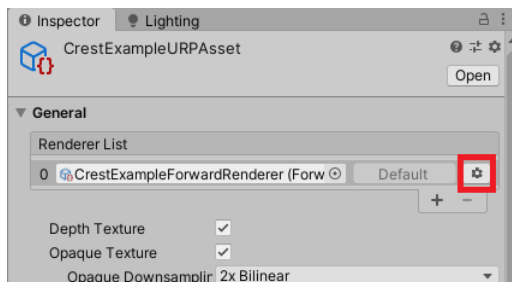 Inspector Lighting
CrestExampleURPAsset
Open
General
Renderer List
0 CrestExampleForwardRenderer (Forw Default
+ −
Depth Texture
Opaque Texture
Opaque Downsamplir 2x Bilinear